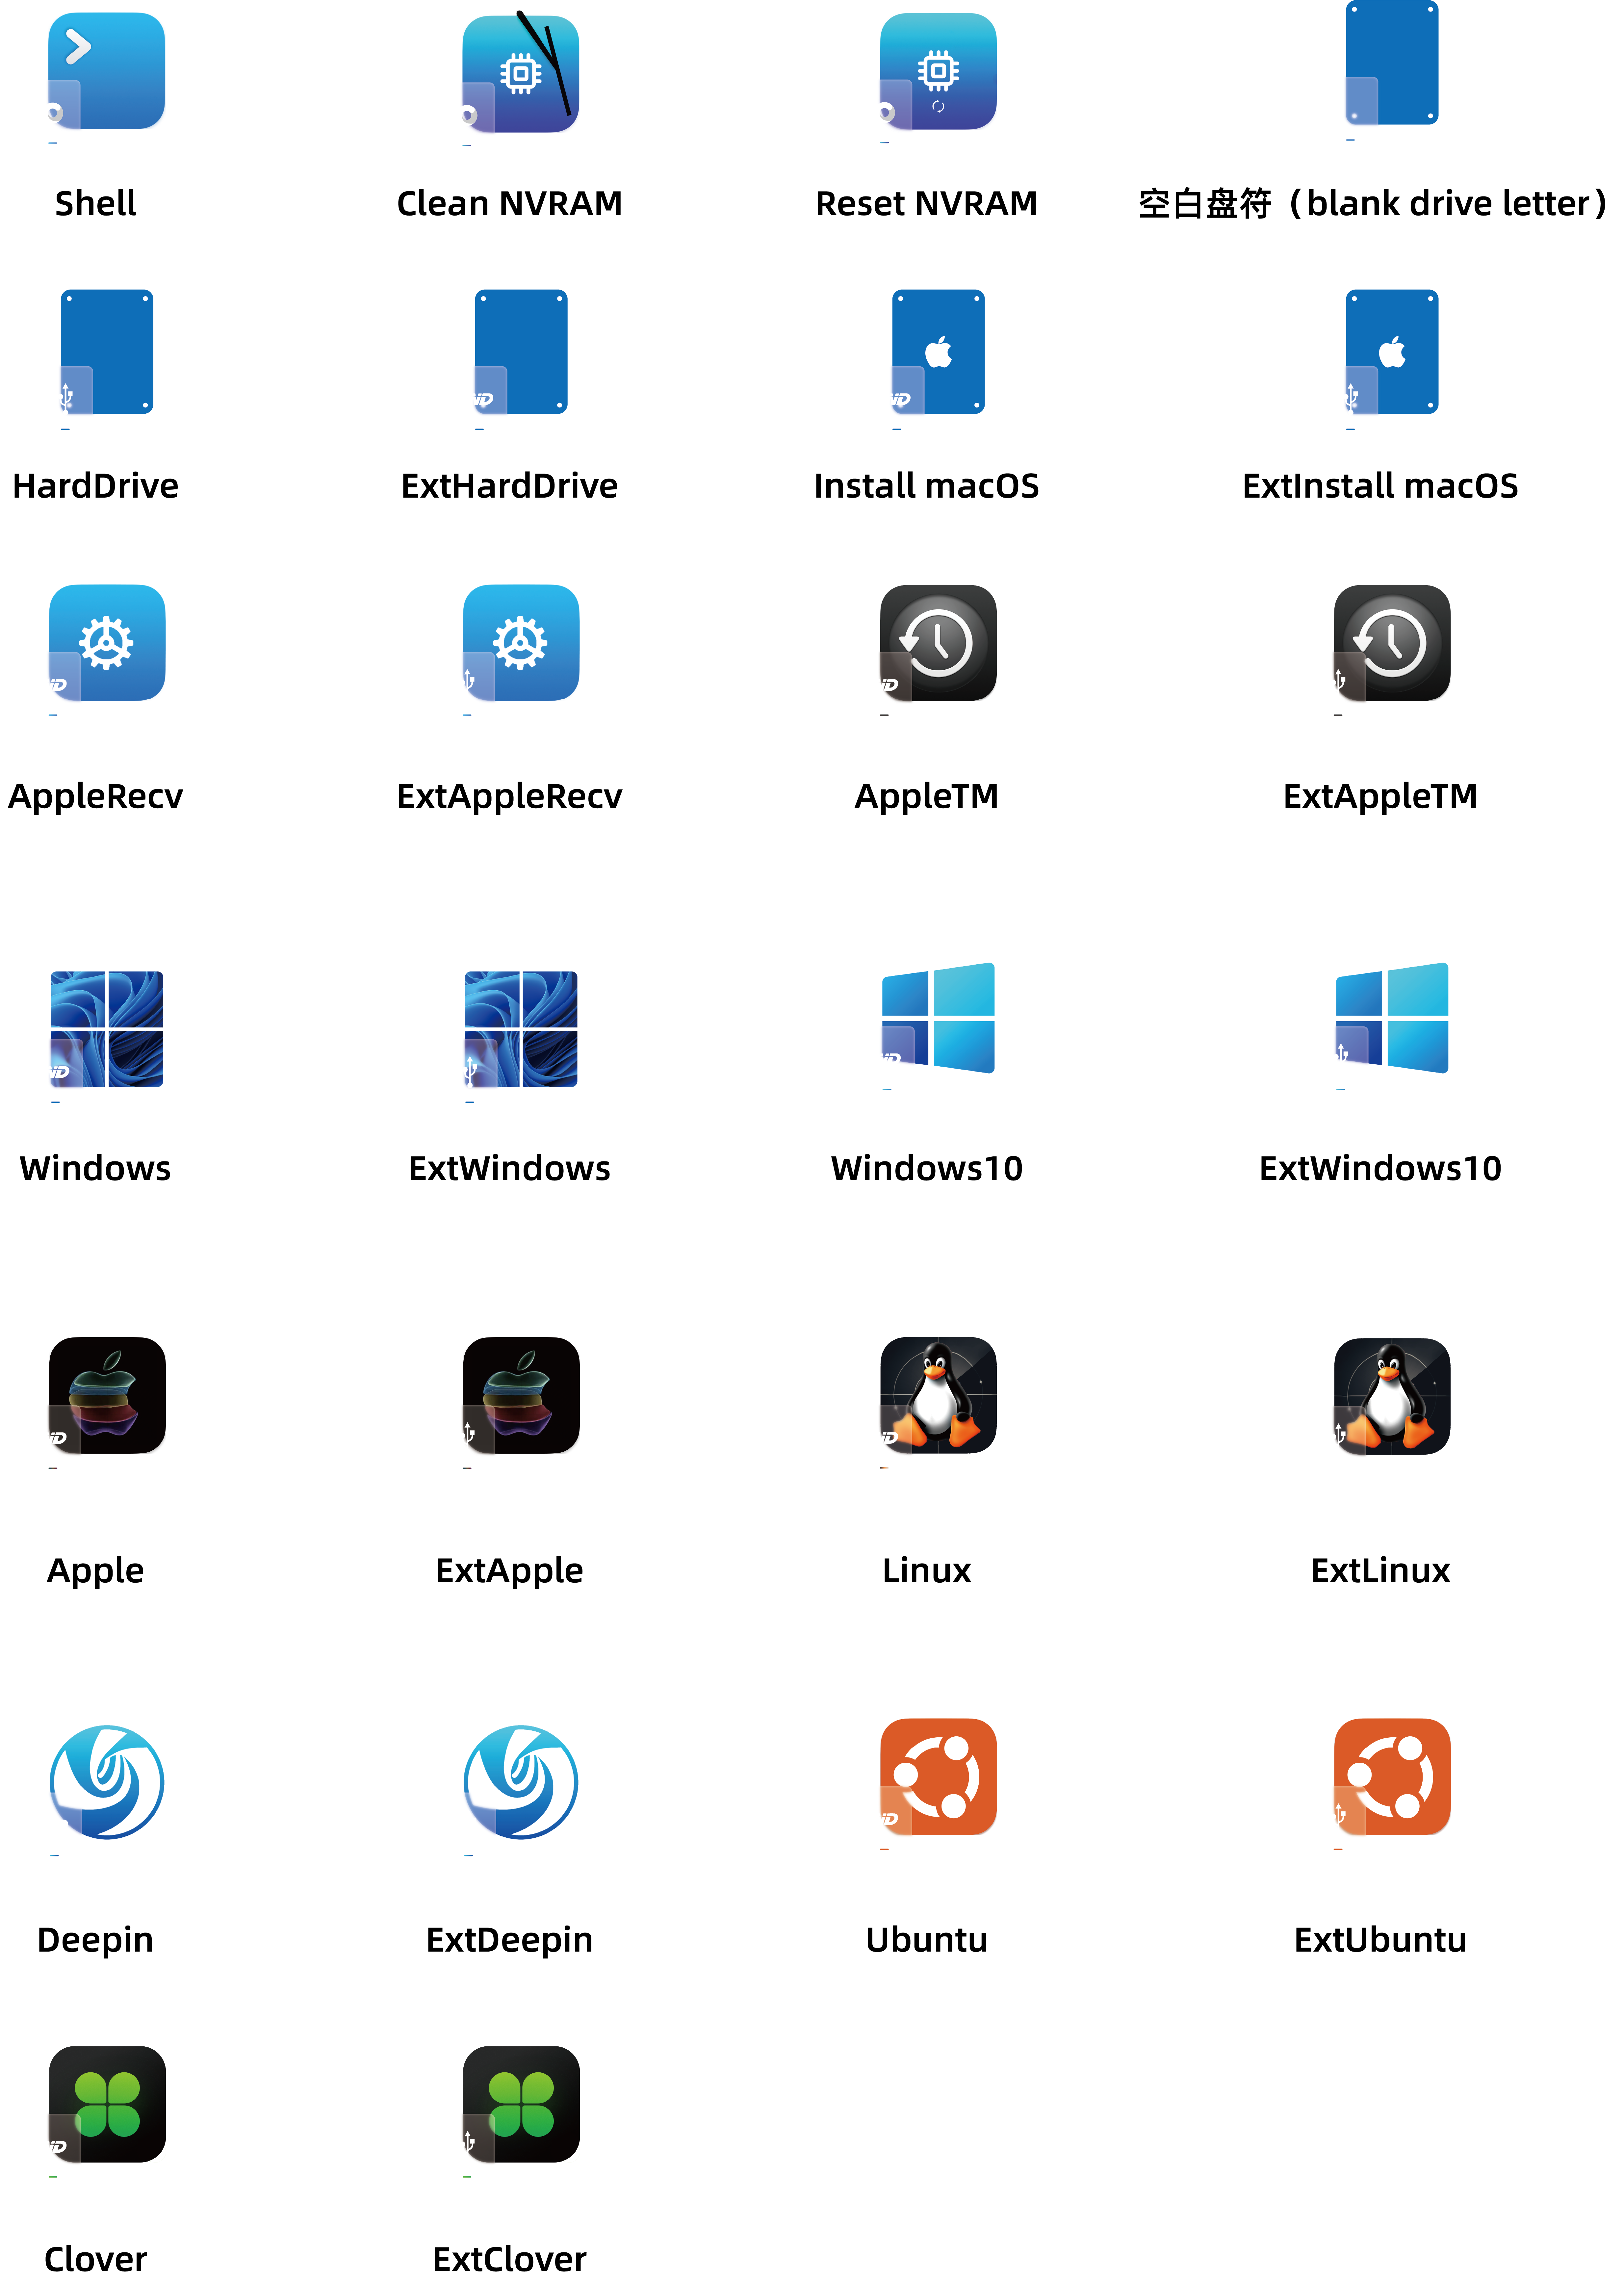 Shell
Clean NVRAM
Reset NVRAM
空白盘符（blank drive letter）
HardDrive
ExtHardDrive
Install macOS
ExtInstall macOS
AppleRecv
ExtAppleRecv
AppleTM
ExtAppleTM
Windows
ExtWindows
Windows10
ExtWindows10
Apple
ExtApple
Linux
ExtLinux
Deepin
ExtDeepin
Ubuntu
ExtUbuntu
Clover
ExtClover